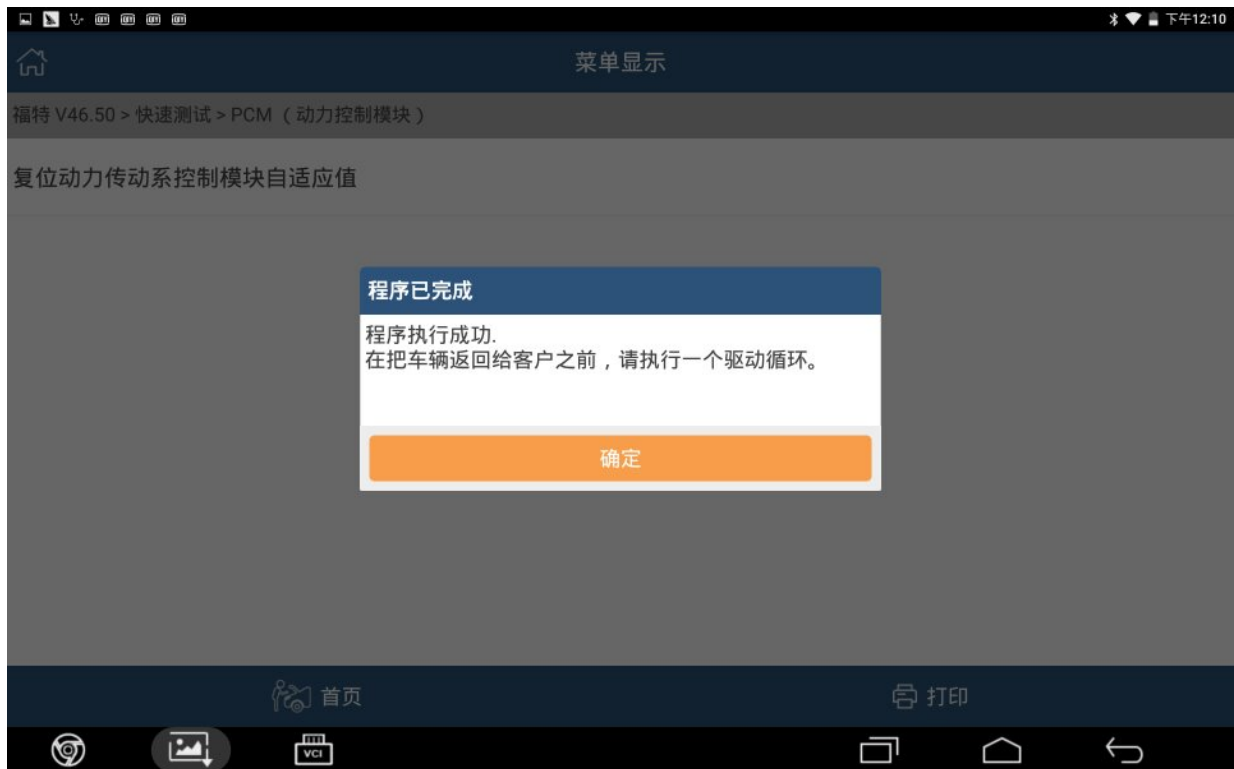 下午12:10
菜单显示
福特 V46.50 > 快速测试 > PCM （动力控制模块）
复位动力传动系控制模块自适应值
程序已完成
程序执行成功.
在把车辆返回给客户之前，请执行一个驱动循环。
确定
首页
打印
VCI